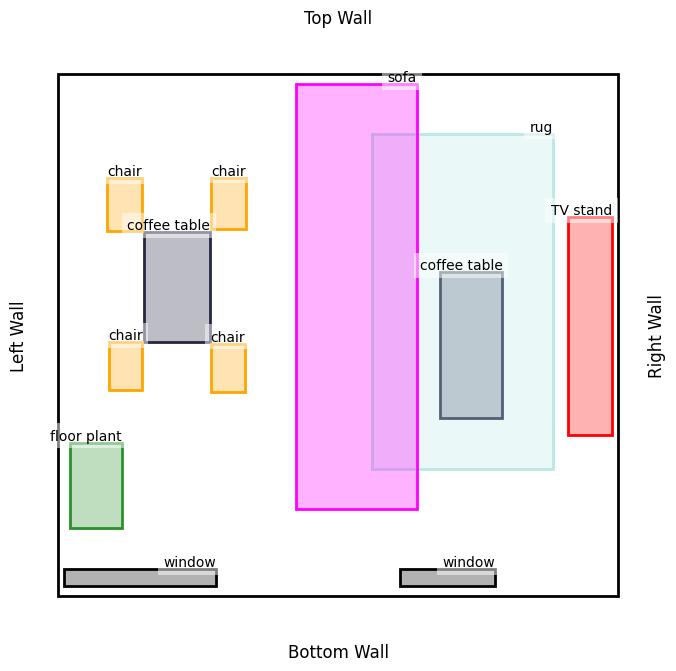 Top Wall
sofa
rug
chair
chair
TV stand
coffee table
coffee table
chair
chair
Left Wall
Right Wall
floor plant
window
window
Bottom Wall